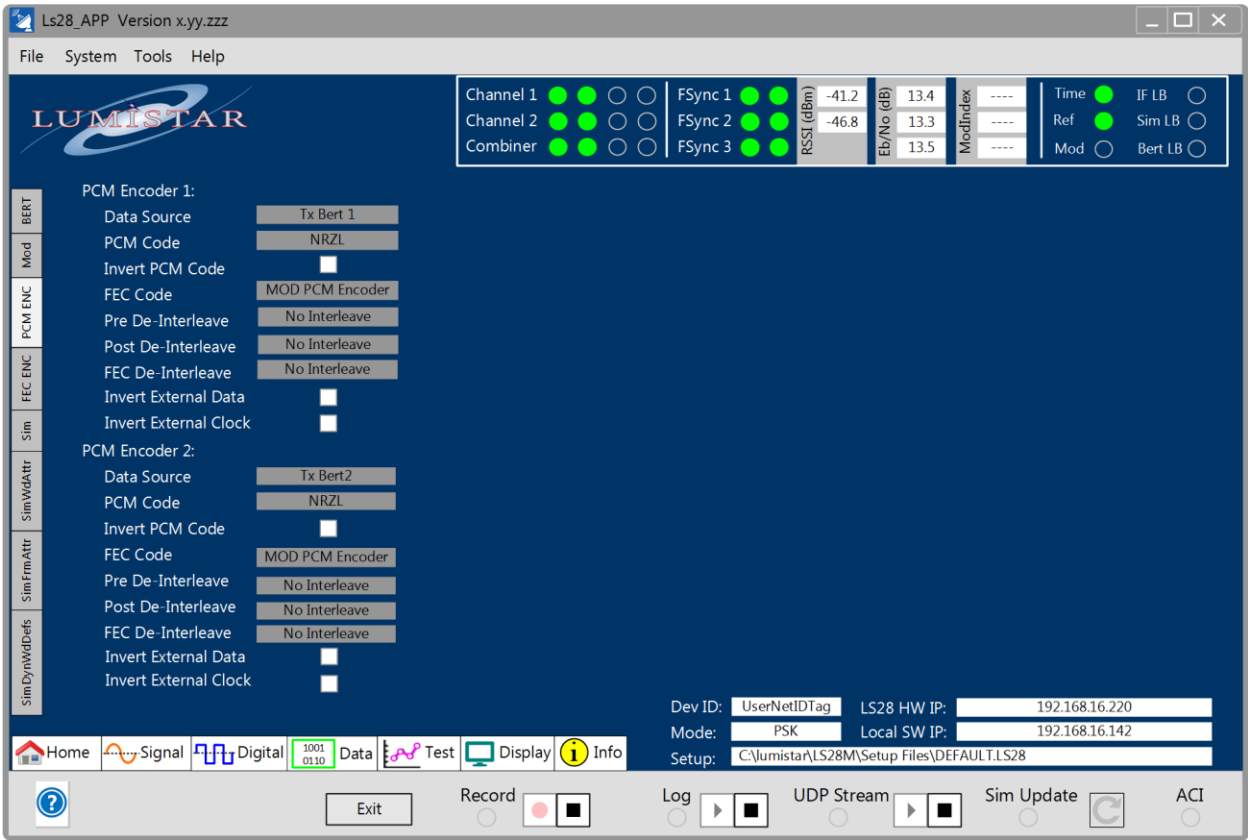 Ls28_APP Version x.yy.zzz
File System Tools Help
LUMISTAR
Channel 1 FSync 1 RSSI (dBm) -41.2 Eb/No (dB) 13.4 ModIndex ---- Time IF LB
Channel 2 FSync 2 -46.8 13.3 ---- Ref Sim LB
Combiner FSync 3 13.5 ---- Mod Bert LB
BERT
Mod
PCM ENC
FEC ENC
Sim
SimWdAttr
SimFrmAttr
SimDynWdDefs
PCM Encoder 1:
Data Source Tx Bert 1
PCM Code NRZL
Invert PCM Code
FEC Code MOD PCM Encoder
Pre De-Interleave No Interleave
Post De-Interleave No Interleave
FEC De-Interleave No Interleave
Invert External Data
Invert External Clock
PCM Encoder 2:
Data Source Tx Bert2
PCM Code NRZL
Invert PCM Code
FEC Code MOD PCM Encoder
Pre De-Interleave No Interleave
Post De-Interleave No Interleave
FEC De-Interleave No Interleave
Invert External Data
Invert External Clock
Dev ID: UserNetIDTag LS28 HW IP: 192.168.16.220
Mode: PSK Local SW IP: 192.168.16.142
Setup: C:\lumistar\LS28M\Setup Files\DEFAULT.LS28
Home Signal Digital 1001 0110 Data Test Display i Info
? Exit Record Log UDP Stream Sim Update ACI